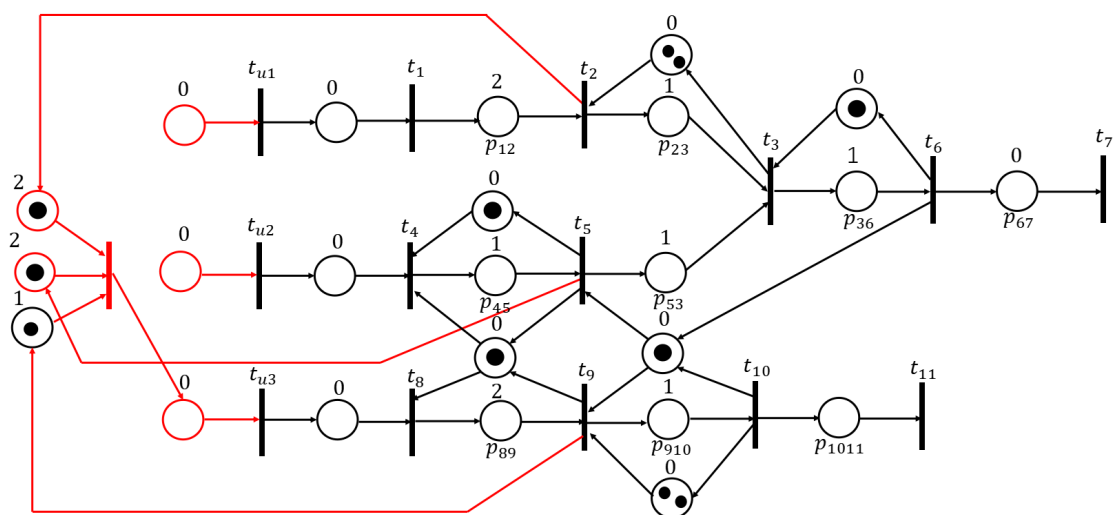 0
0 t_{u1} 0 t_1 2 t_2 1 0
p_{12} p_{23} t_3 1 t_6 t_7
2 0 p_{36} 0 p_{67}
2 0 t_{u2} 0 t_4 1 t_5 1
p_{45} p_{53}
1 0 0
0 t_{u3} 0 t_8 2 t_9 1 t_{10} t_{11}
p_{89} p_{910} p_{1011}
0